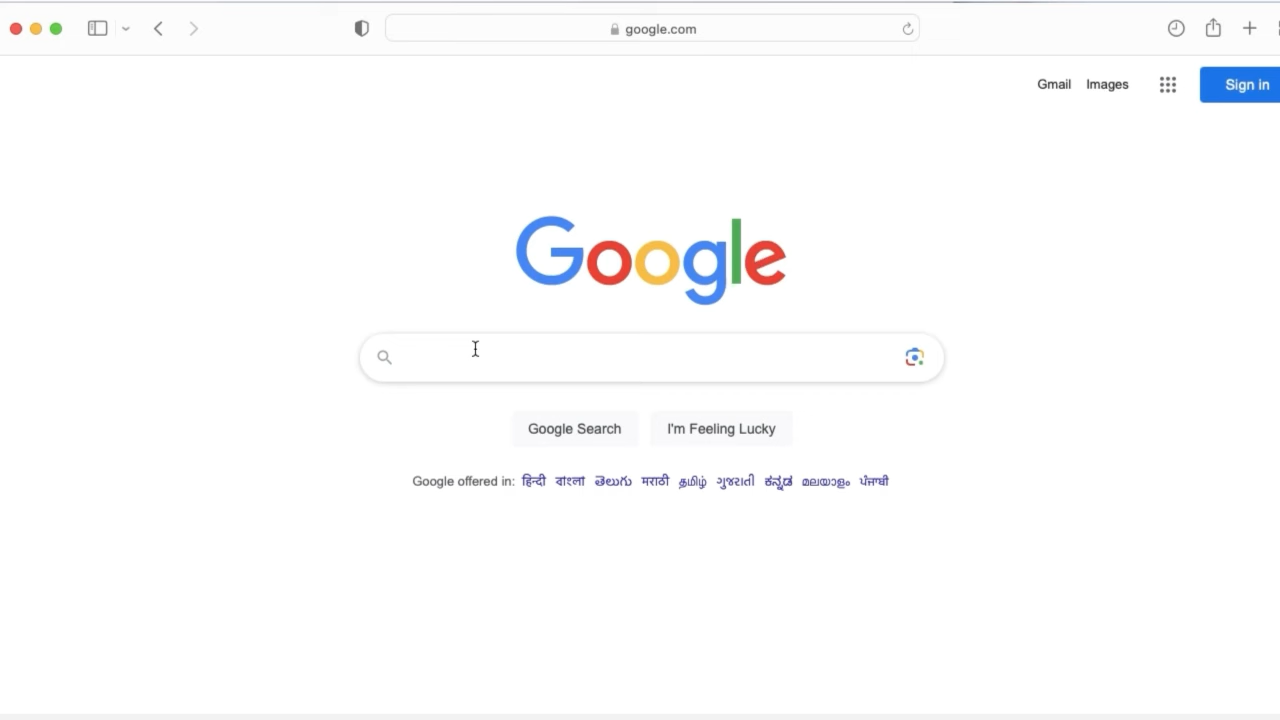 google.com
Gmail Images Sign in
Google
Google Search I'm Feeling Lucky
Google offered in: हिन्दी বাংলা తెలుగు मराठी தமிழ் ગુજરાતી ಕನ್ನಡ മലയാളം ਪੰਜਾਬੀ